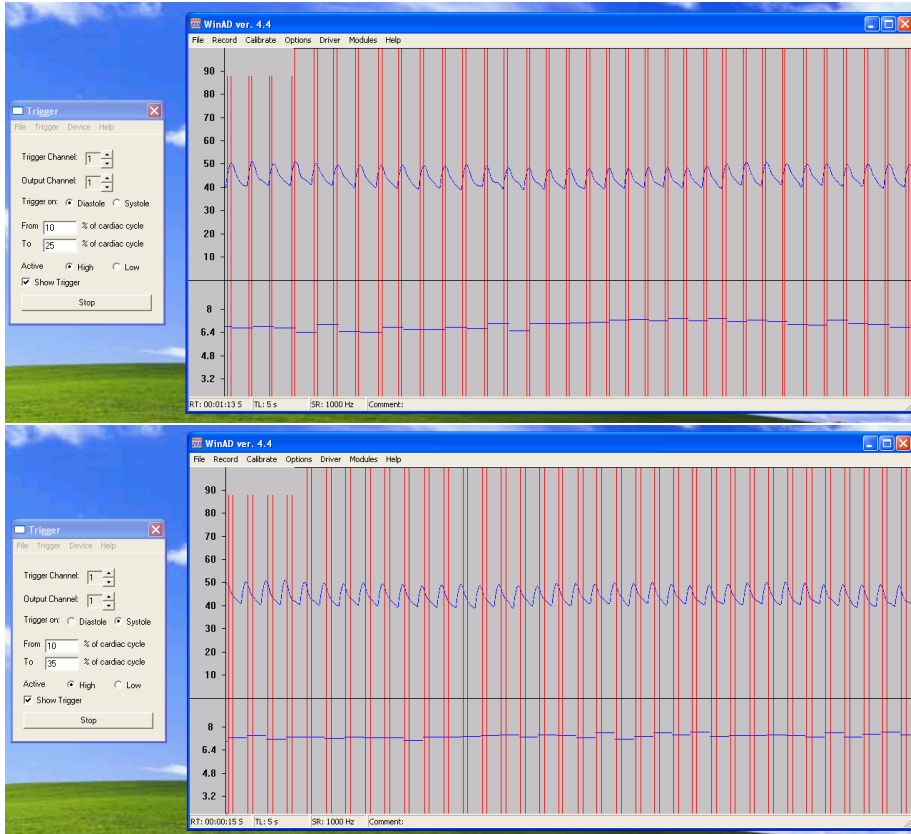 WinAD ver. 4.4
File Record Calibrate Options Driver Modules Help
90
80
70
60
50
40
30
20
10
8
6.4
4.8
3.2
RT: 00:01:13 S TL: 5 s SR: 1000 Hz Comment:
Trigger
File Trigger Device Help
Trigger Channel: 1
Output Channel: 1
Trigger on: Diastole Systole
From 10 % of cardiac cycle
To 25 % of cardiac cycle
Active High Low
Show Trigger
Stop
WinAD ver. 4.4
File Record Calibrate Options Driver Modules Help
90
80
70
60
50
40
30
20
10
8
6.4
4.8
3.2
RT: 00:00:15 S TL: 5 s SR: 1000 Hz Comment:
Trigger
File Trigger Device Help
Trigger Channel: 1
Output Channel: 1
Trigger on: Diastole Systole
From 10 % of cardiac cycle
To 35 % of cardiac cycle
Active High Low
Show Trigger
Stop